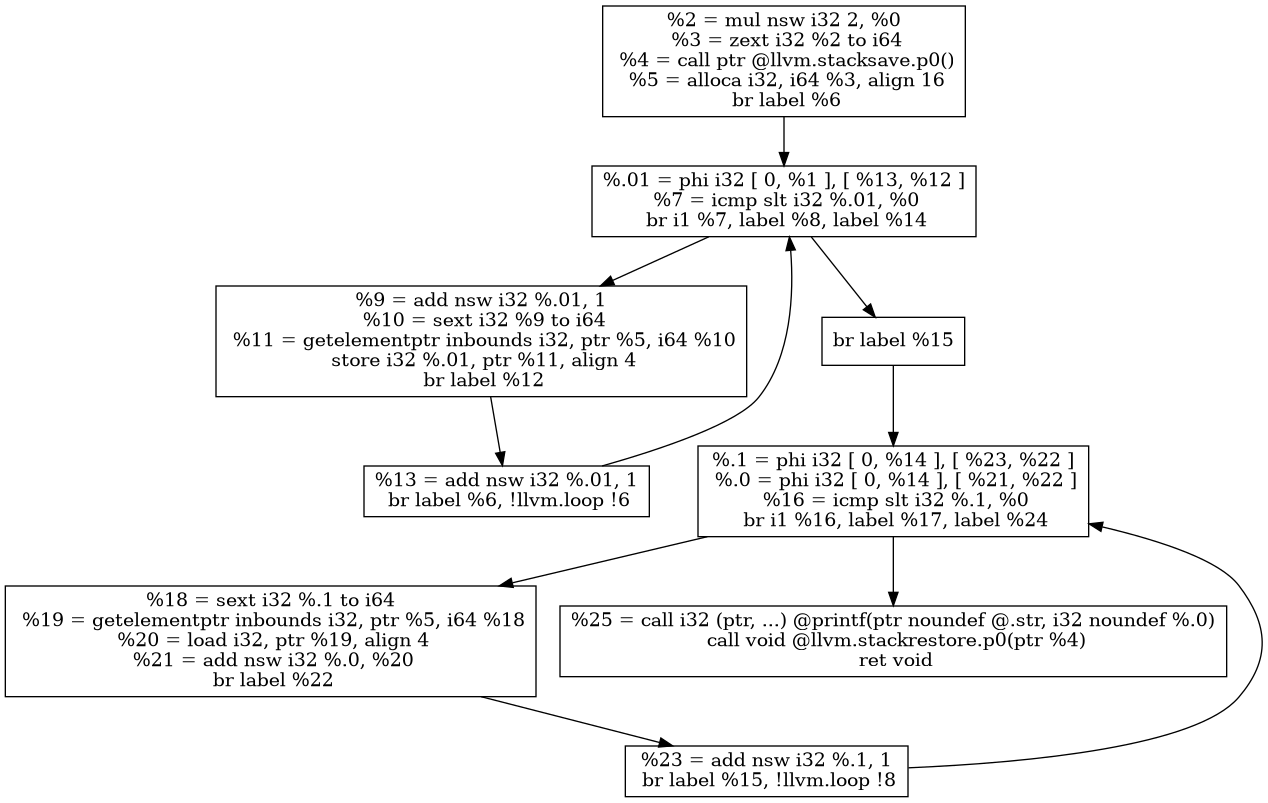 %2 = mul nsw i32 2, %0
%3 = zext i32 %2 to i64
%4 = call ptr @llvm.stacksave.p0()
%5 = alloca i32, i64 %3, align 16
br label %6
%.01 = phi i32 [ 0, %1 ], [ %13, %12 ]
%7 = icmp slt i32 %.01, %0
br i1 %7, label %8, label %14
%9 = add nsw i32 %.01, 1
%10 = sext i32 %9 to i64
%11 = getelementptr inbounds i32, ptr %5, i64 %10
store i32 %.01, ptr %11, align 4
br label %12
br label %15
%13 = add nsw i32 %.01, 1
br label %6, !llvm.loop !6
%.1 = phi i32 [ 0, %14 ], [ %23, %22 ]
%.0 = phi i32 [ 0, %14 ], [ %21, %22 ]
%16 = icmp slt i32 %.1, %0
br i1 %16, label %17, label %24
%18 = sext i32 %.1 to i64
%19 = getelementptr inbounds i32, ptr %5, i64 %18
%20 = load i32, ptr %19, align 4
%21 = add nsw i32 %.0, %20
br label %22
%25 = call i32 (ptr, ...) @printf(ptr noundef @.str, i32 noundef %.0)
call void @llvm.stackrestore.p0(ptr %4)
ret void
%23 = add nsw i32 %.1, 1
br label %15, !llvm.loop !8